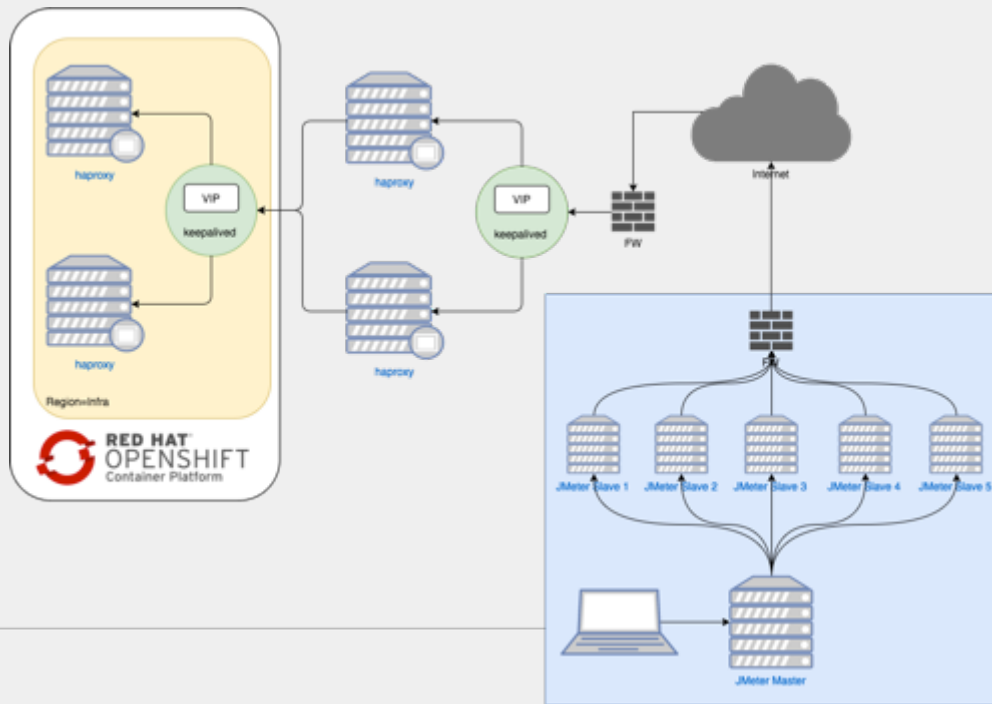 haproxy
haproxy
VIP
keepalived
haproxy
haproxy
VIP
keepalived
Region=Infra
RED HAT
OPENSHIFT
Container Platform
FW
Internet
FW
JMeter Slave 1
JMeter Slave 2
JMeter Slave 3
JMeter Slave 4
JMeter Slave 5
JMeter Master